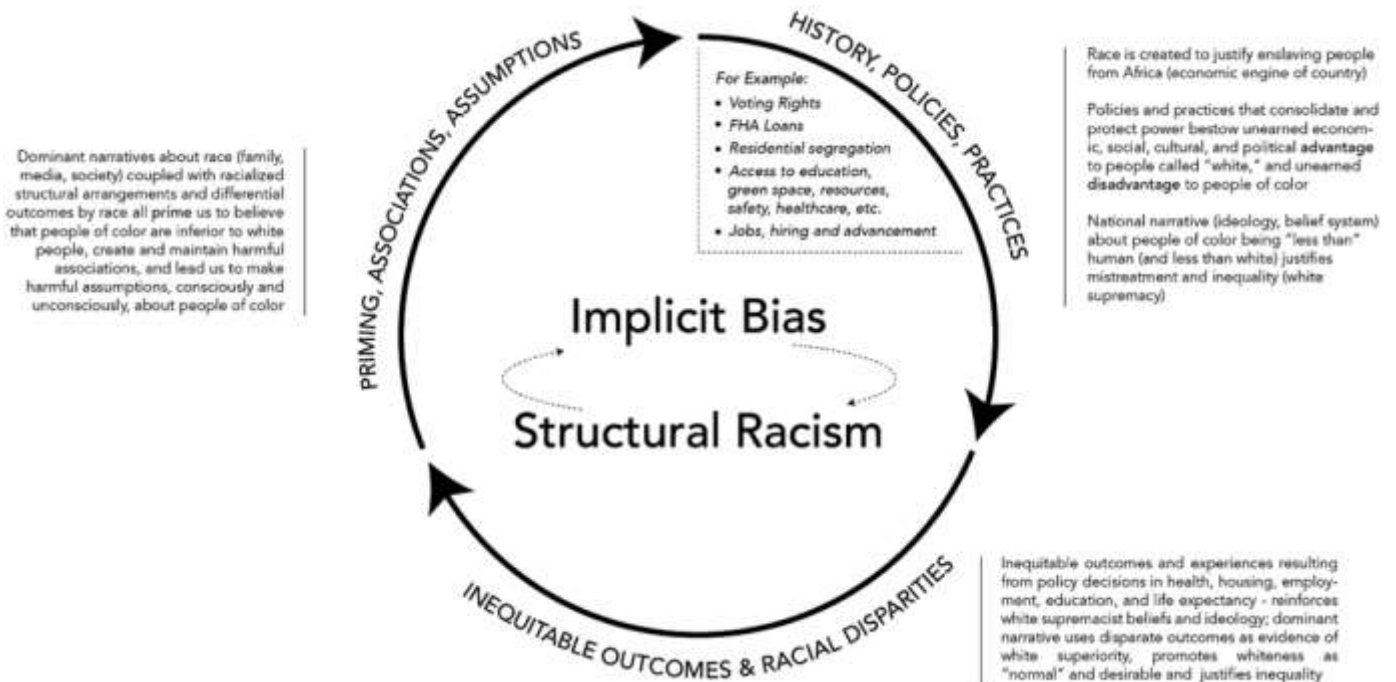 HISTORY, POLICIES, PRACTICES
For Example:
• Voting Rights
• FHA Loans
• Residential segregation
• Access to education,
green space, resources,
safety, healthcare, etc.
• Jobs, hiring and advancement
Race is created to justify enslaving people
from Africa (economic engine of country)
Policies and practices that consolidate and
protect power bestow unearned econom-
ic, social, cultural, and political advantage
to people called "white," and unearned
disadvantage to people of color
National narrative (ideology, belief system)
about people of color being "less than"
human (and less than white) justifies
mistreatment and inequality (white
supremacy)
INEQUITABLE OUTCOMES & RACIAL DISPARITIES
Inequitable outcomes and experiences resulting
from policy decisions in health, housing, employ-
ment, education, and life expectancy - reinforces
white supremacist beliefs and ideology; dominant
narrative uses disparate outcomes as evidence of
white superiority, promotes whiteness as
"normal" and desirable and justifies inequality
PRIMING, ASSOCIATIONS, ASSUMPTIONS
Dominant narratives about race (family,
media, society) coupled with racialized
structural arrangements and differential
outcomes by race all prime us to believe
that people of color are inferior to white
people, create and maintain harmful
associations, and lead us to make
harmful assumptions, consciously and
unconsciously, about people of color
Implicit Bias
Structural Racism